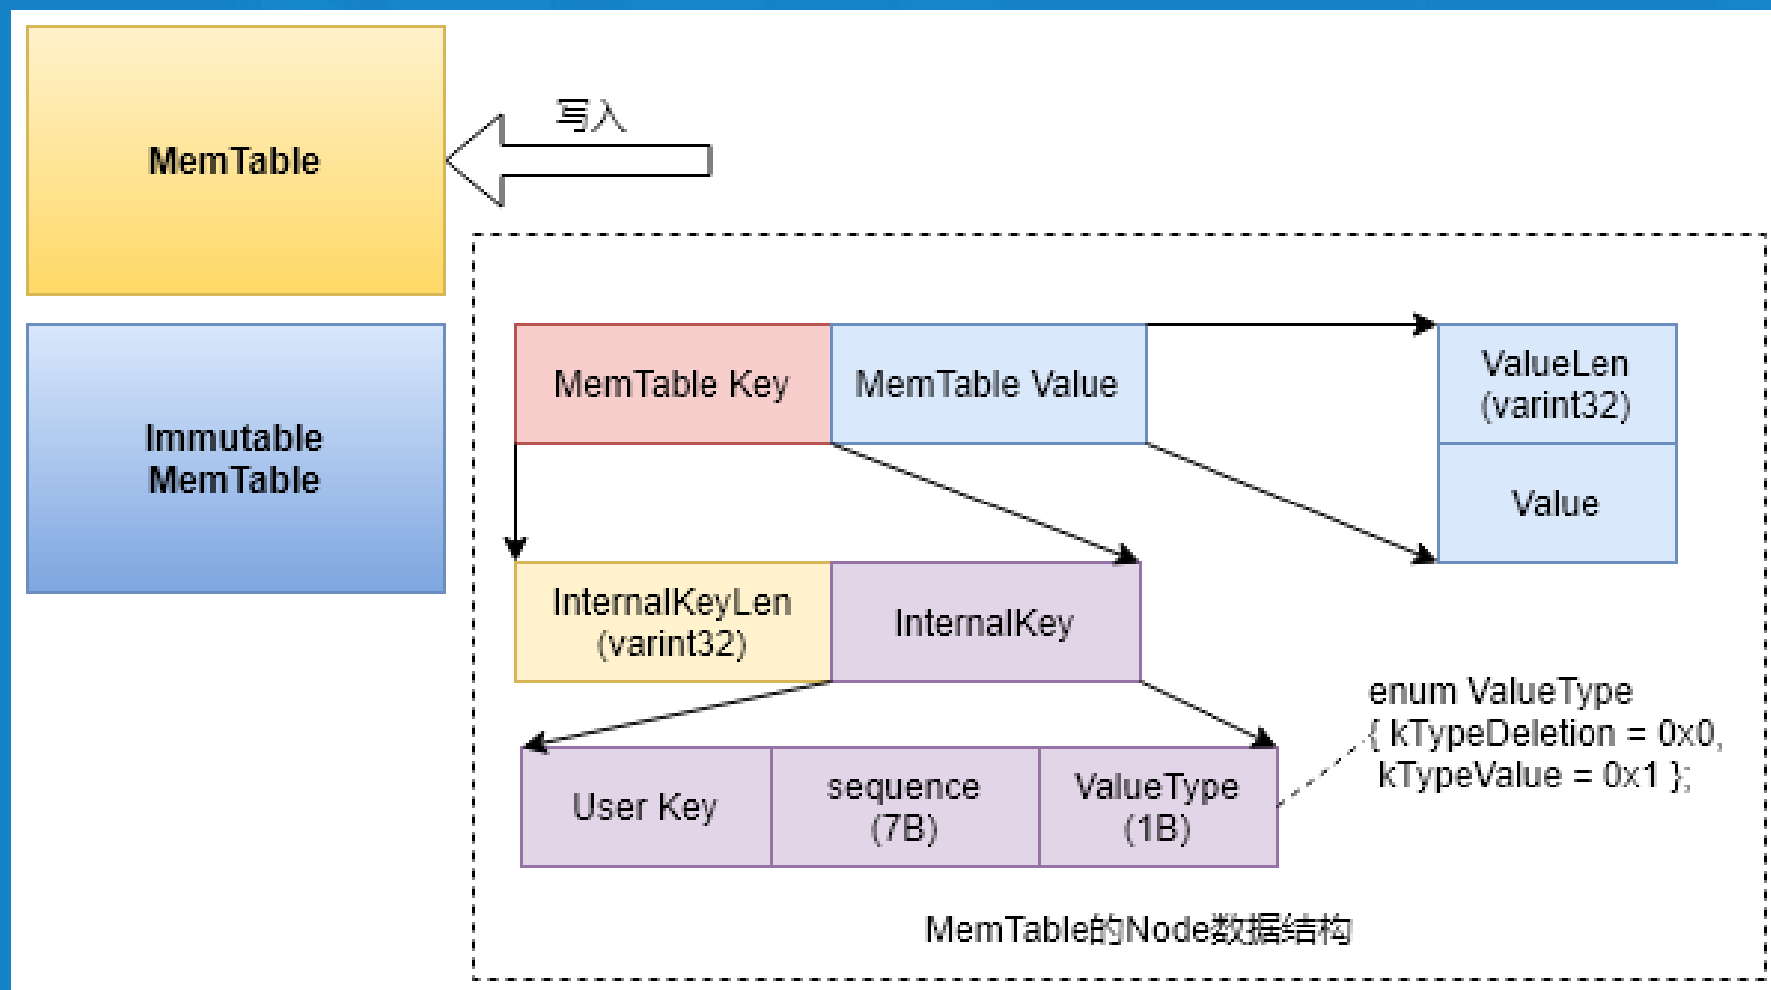 MemTable
写入
Immutable
MemTable
MemTable Key
MemTable Value
ValueLen
(varint32)
Value
InternalKeyLen
(varint32)
InternalKey
enum ValueType
{ kTypeDeletion = 0x0,
kTypeValue = 0x1 };
User Key
sequence
(7B)
ValueType
(1B)
MemTable的Node数据结构